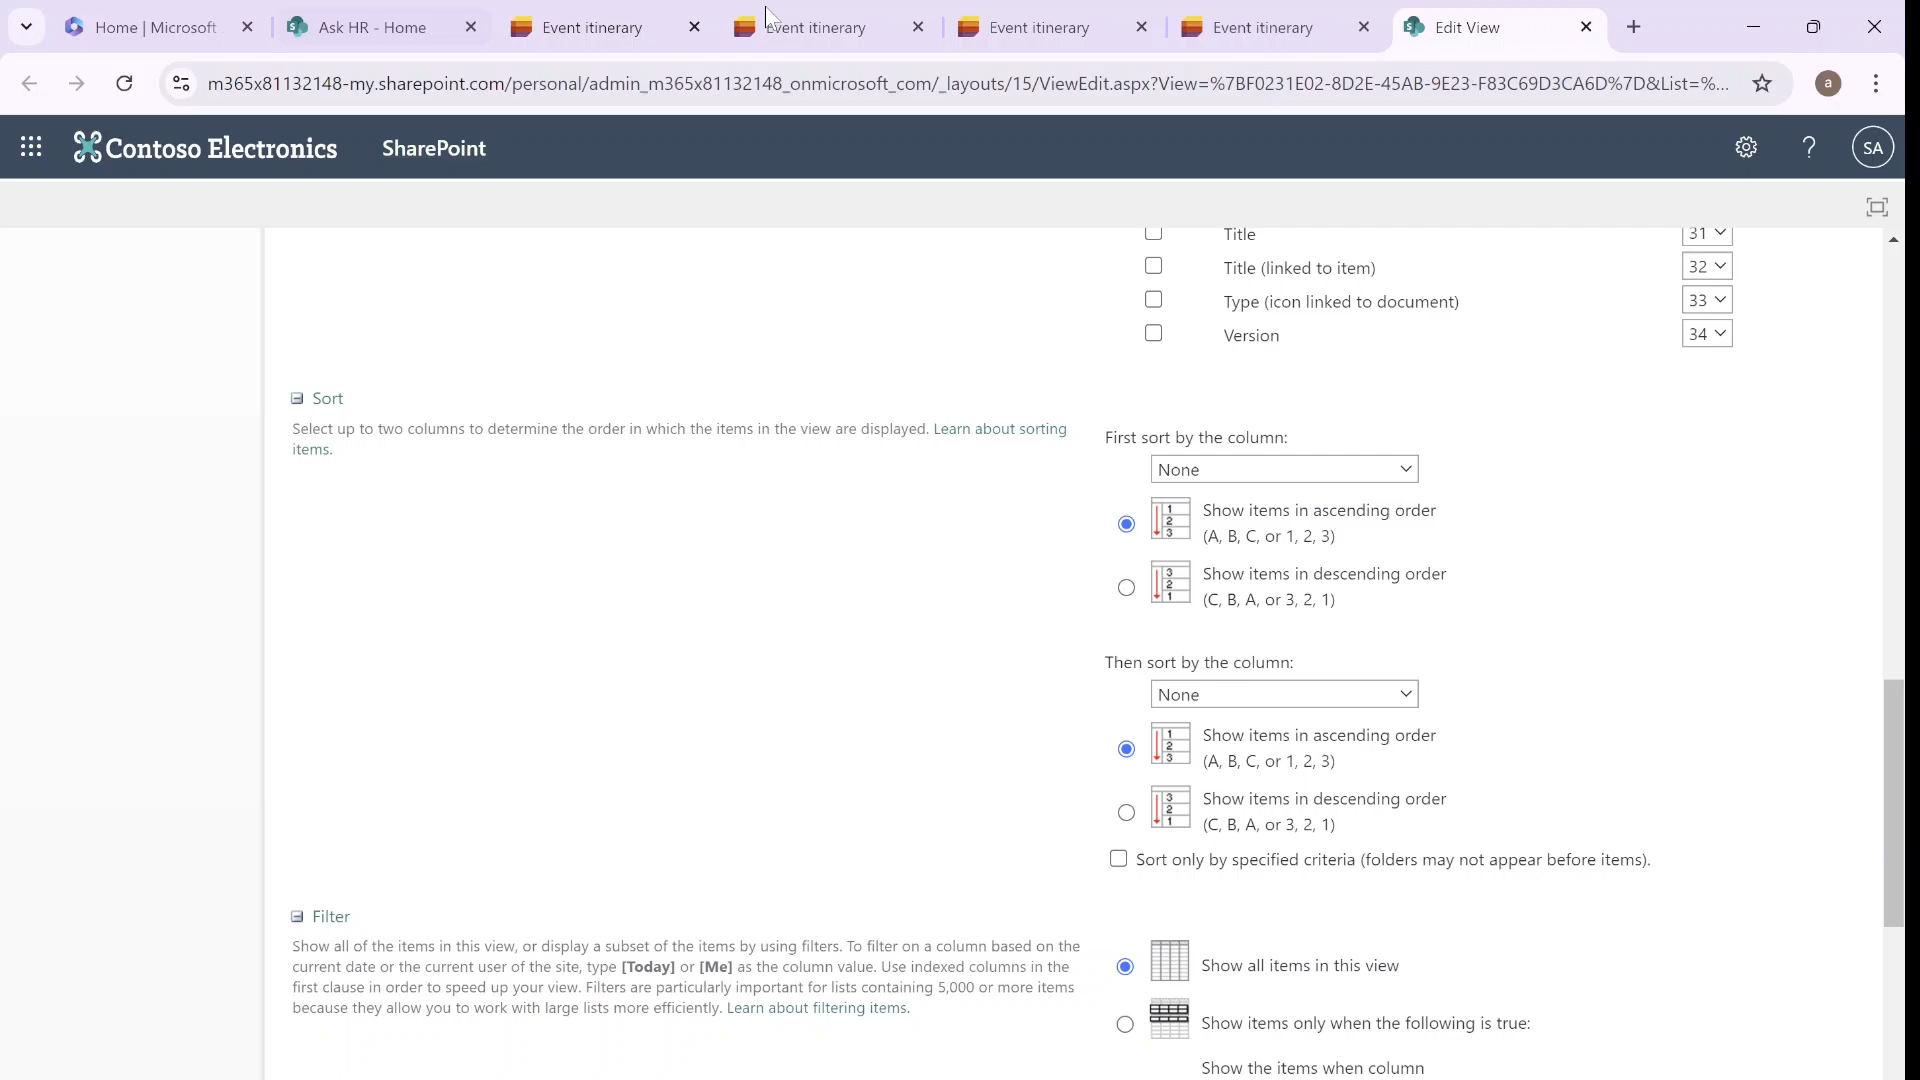 Home | Microsoft
Ask HR - Home
Event itinerary
Event itinerary
Event itinerary
Event itinerary
Edit View
m365x81132148-my.sharepoint.com/personal/admin_m365x81132148_onmicrosoft_com/_layouts/15/ViewEdit.aspx?View=%7BF0231E02-8D2E-45AB-9E23-F83C69D3CA6D%7D&List=%...
a
Contoso Electronics
SharePoint
SA
Title
31
Title (linked to item)
32
Type (icon linked to document)
33
Version
34
Sort
Select up to two columns to determine the order in which the items in the view are displayed. Learn about sorting
items.
First sort by the column:
None
Show items in ascending order
(A, B, C, or 1, 2, 3)
Show items in descending order
(C, B, A, or 3, 2, 1)
Then sort by the column:
None
Show items in ascending order
(A, B, C, or 1, 2, 3)
Show items in descending order
(C, B, A, or 3, 2, 1)
Sort only by specified criteria (folders may not appear before items).
Filter
Show all of the items in this view, or display a subset of the items by using filters. To filter on a column based on the
current date or the current user of the site, type [Today] or [Me] as the column value. Use indexed columns in the
first clause in order to speed up your view. Filters are particularly important for lists containing 5,000 or more items
because they allow you to work with large lists more efficiently. Learn about filtering items.
Show all items in this view
Show items only when the following is true:
Show the items when column